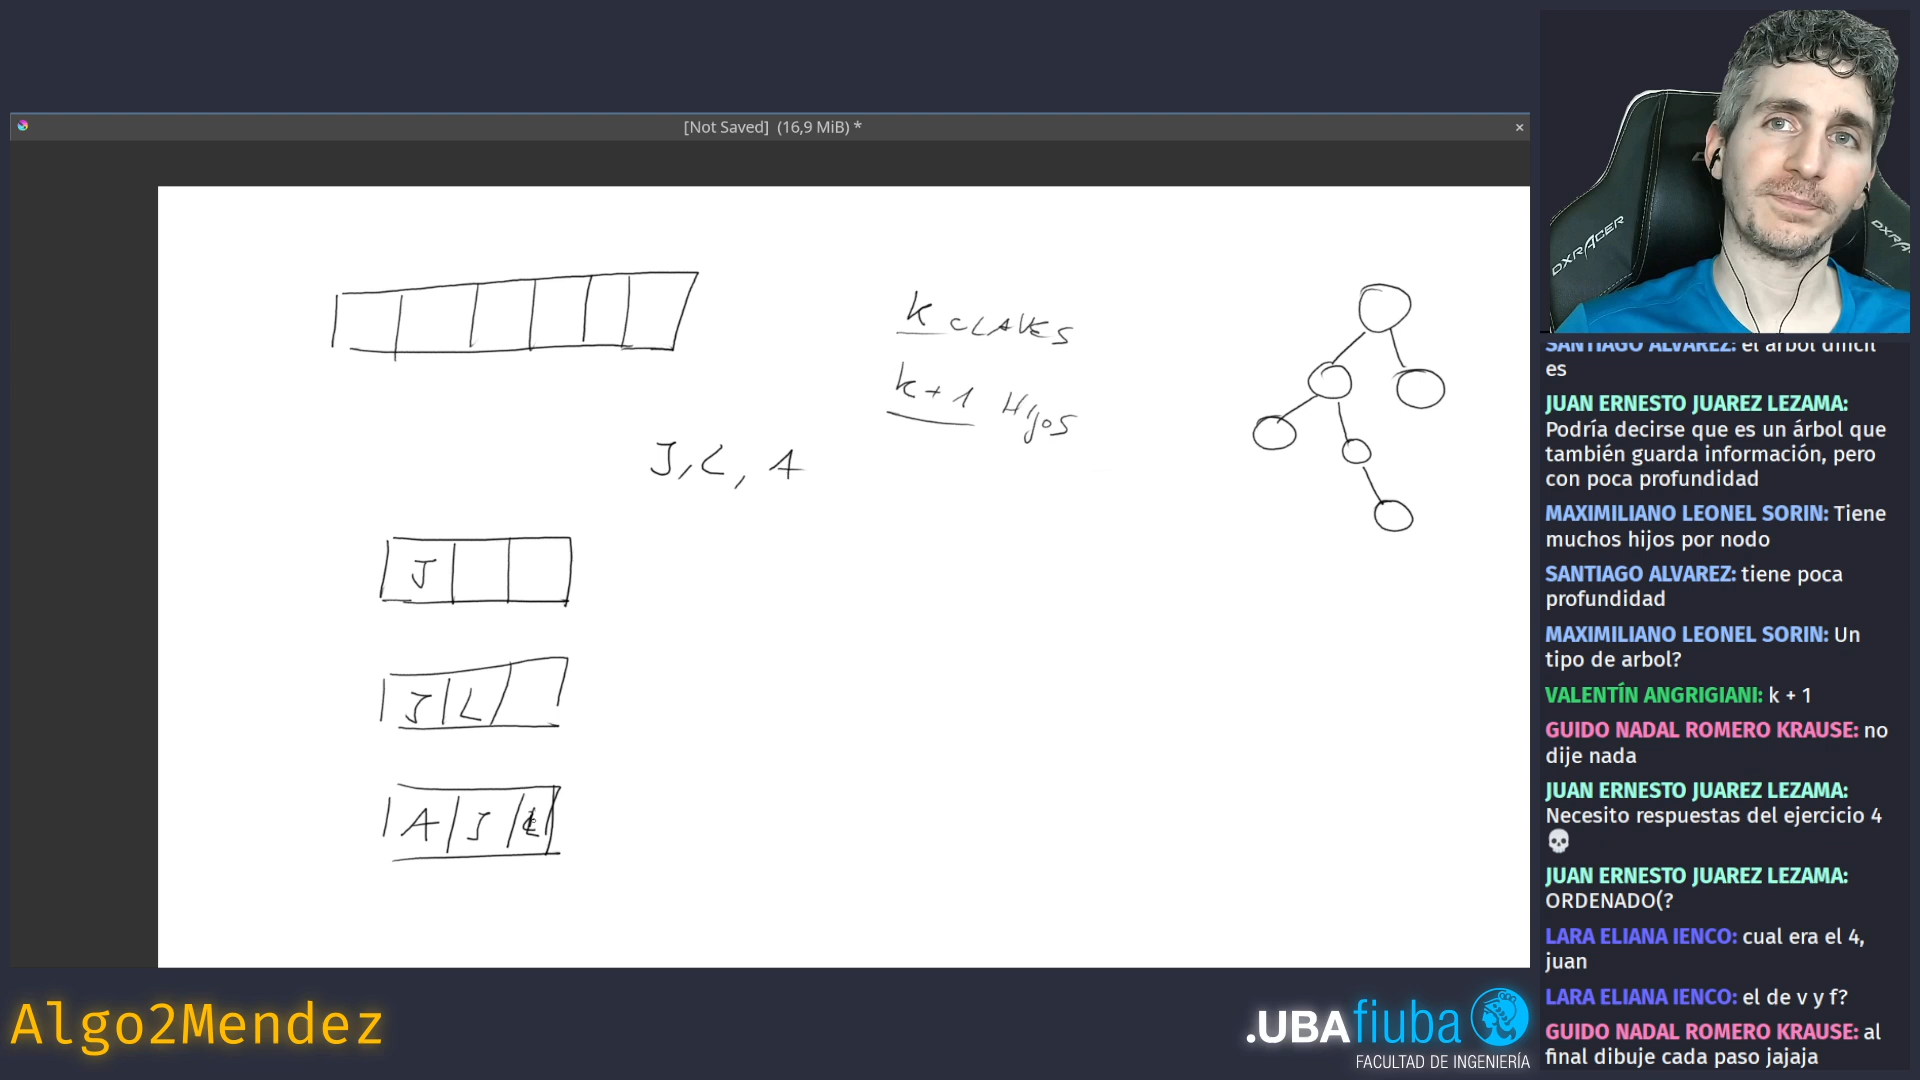 [Not Saved] (16,9 MiB) *
×
k CLAVES
k+1 HIJOS
J, L, A
J
J L
A J L
DXRACER
SANTIAGO ALVAREZ: el arbol dificil
es
JUAN ERNESTO JUAREZ LEZAMA:
Podría decirse que es un árbol que
también guarda información, pero
con poca profundidad
MAXIMILIANO LEONEL SORIN: Tiene
muchos hijos por nodo
SANTIAGO ALVAREZ: tiene poca
profundidad
MAXIMILIANO LEONEL SORIN: Un
tipo de arbol?
VALENTÍN ANGRIGIANI: k + 1
GUIDO NADAL ROMERO KRAUSE: no
dije nada
JUAN ERNESTO JUAREZ LEZAMA:
Necesito respuestas del ejercicio 4
💀
JUAN ERNESTO JUAREZ LEZAMA:
ORDENADO(?
LARA ELIANA IENCO: cual era el 4,
juan
LARA ELIANA IENCO: el de v y f?
GUIDO NADAL ROMERO KRAUSE: al
final dibuje cada paso jajaja
Algo2Mendez
.UBAfiuba
FACULTAD DE INGENIERÍA